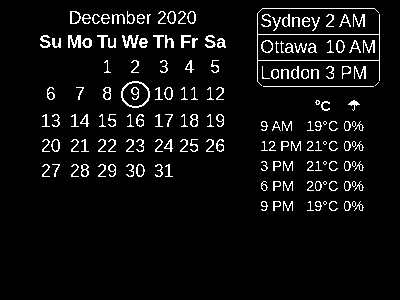 December 2020
Su Mo Tu We Th Fr Sa
1 2 3 4 5
6 7 8 9 10 11 12
13 14 15 16 17 18 19
20 21 22 23 24 25 26
27 28 29 30 31
Sydney 2 AM
Ottawa 10 AM
London 3 PM
°C ☂
9 AM 19°C 0%
12 PM 21°C 0%
3 PM 21°C 0%
6 PM 20°C 0%
9 PM 19°C 0%